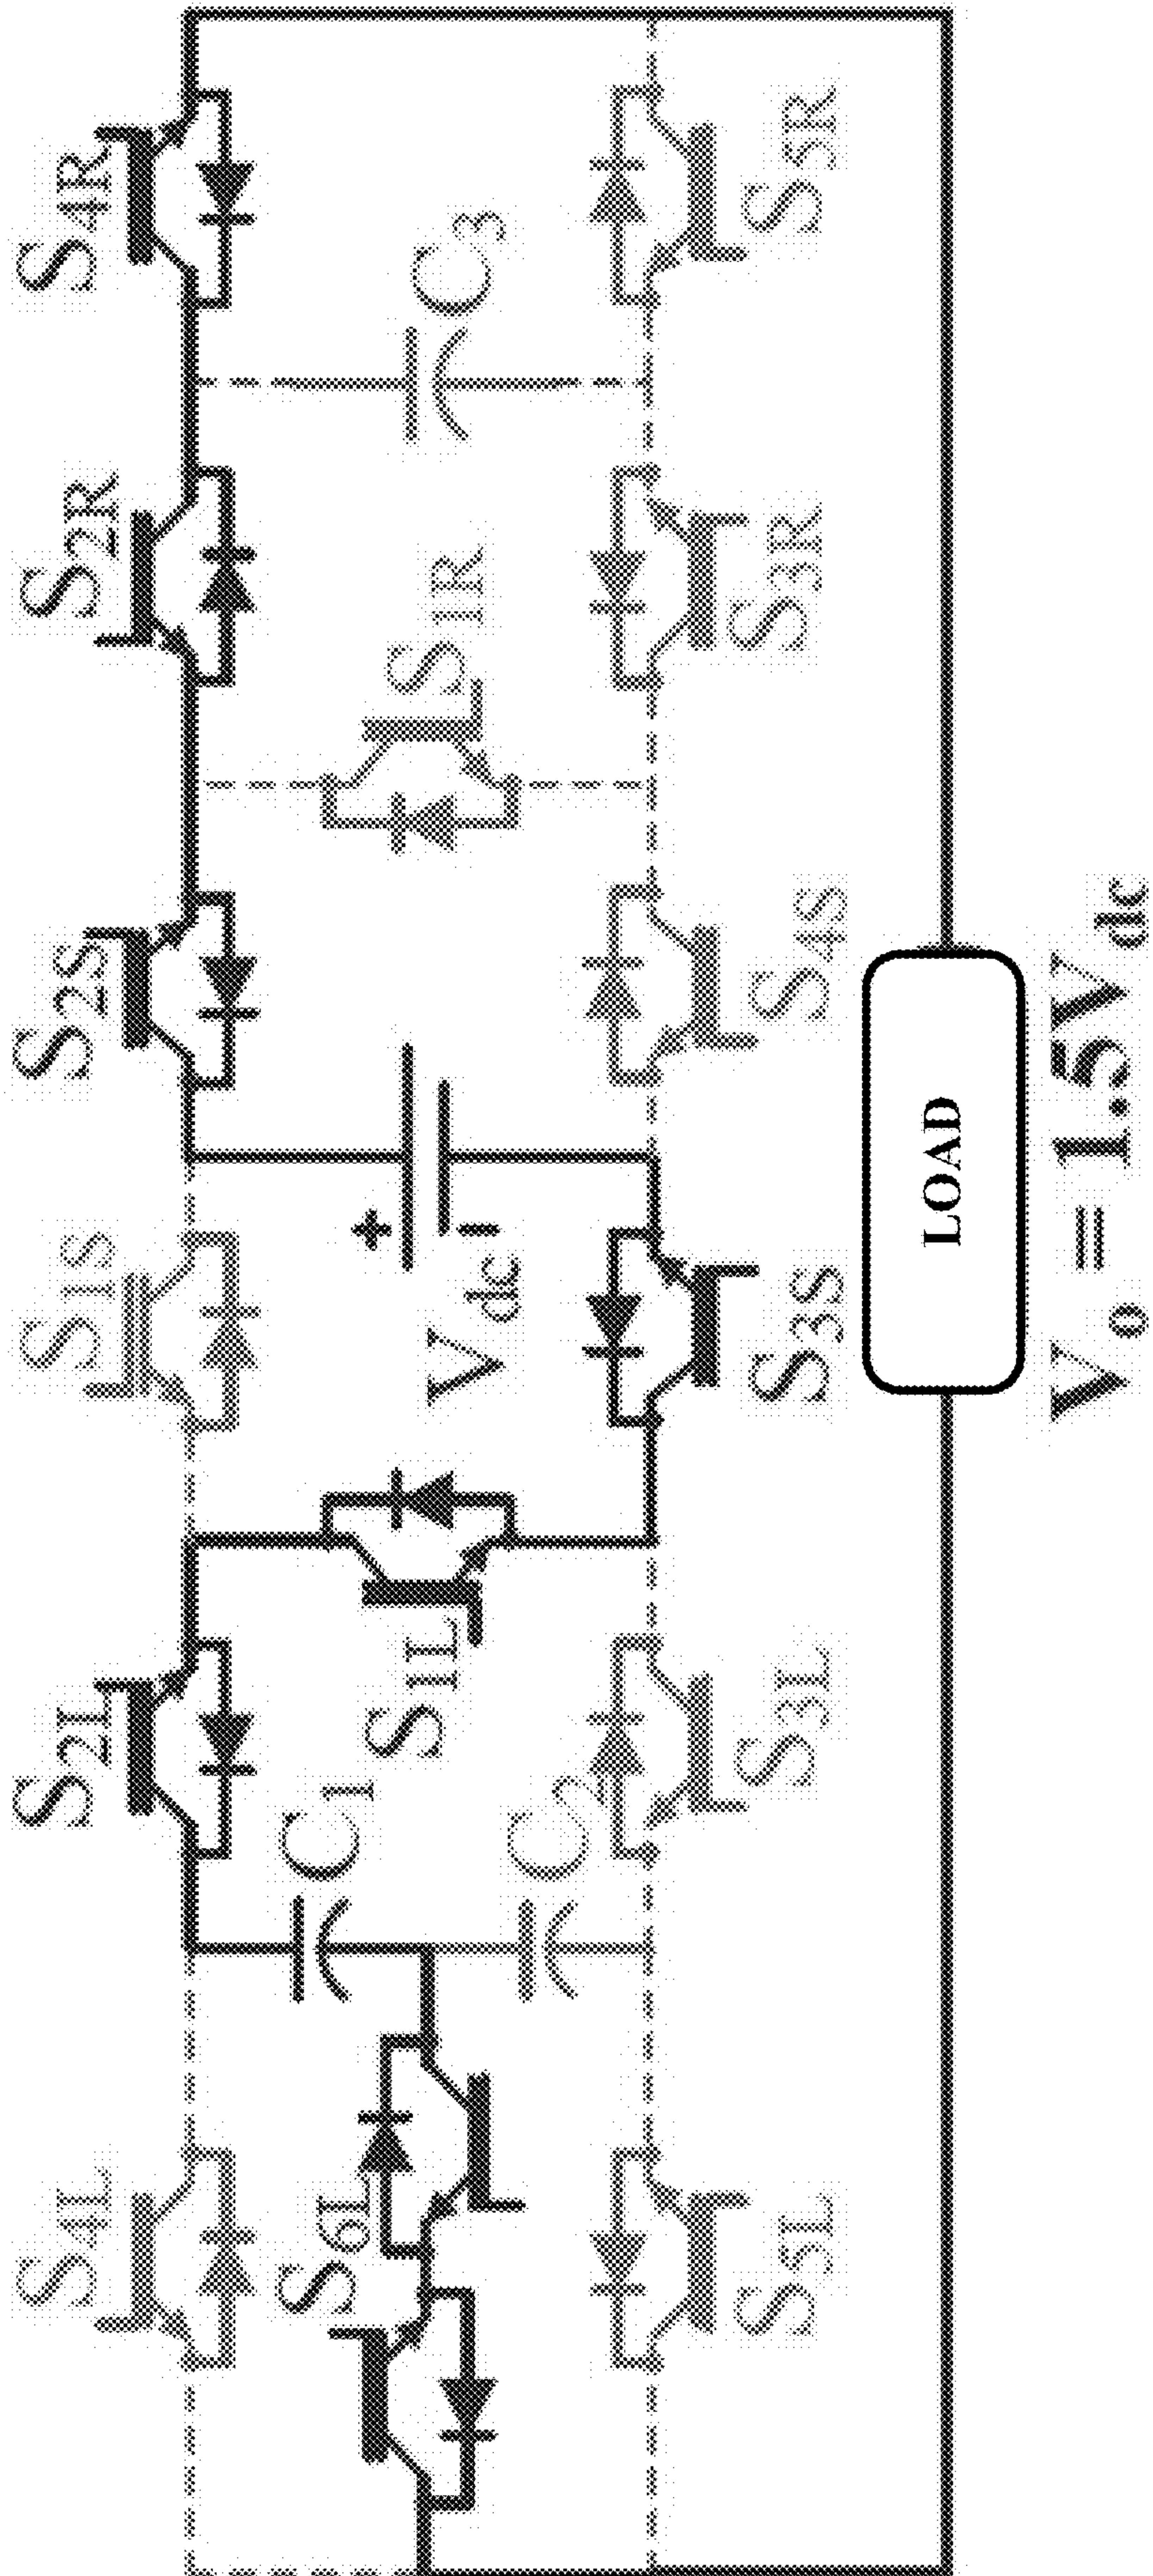 S4R
C3
S5R
S2R
S1R
S3R
S2S
S4S
S1S
+
−
Vdc
S3S
LOAD
Vo = 1.5Vdc
S2L
S1L
C1
C2
S3L
S4L
S6L
S5L